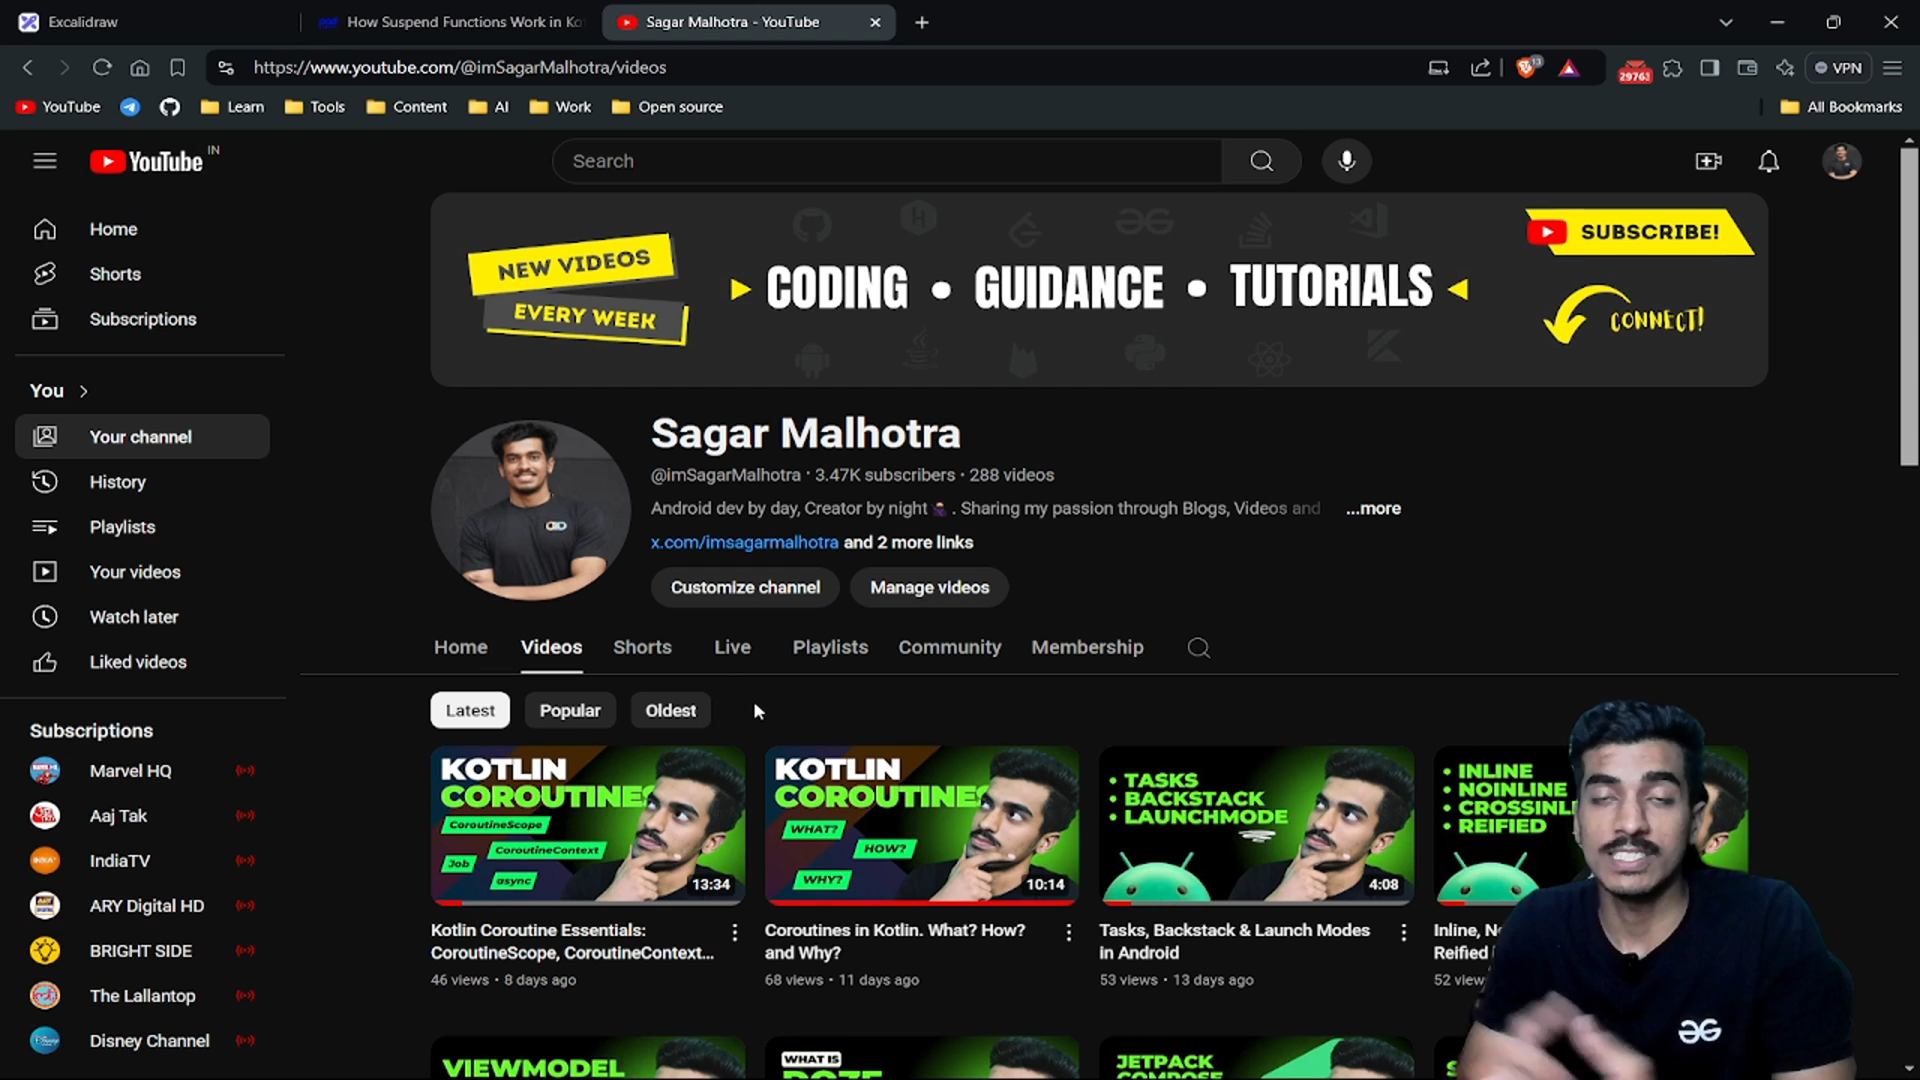 Excalidraw
How Suspend Functions Work in Ko
Sagar Malhotra - YouTube
https://www.youtube.com/@imSagarMalhotra/videos
13
29763
VPN
YouTube
Learn
Tools
Content
AI
Work
Open source
All Bookmarks
YouTube IN
Search
Home
Shorts
Subscriptions
You
Your channel
History
Playlists
Your videos
Watch later
Liked videos
Subscriptions
Marvel HQ
Aaj Tak
IndiaTV
ARY Digital HD
BRIGHT SIDE
The Lallantop
Disney Channel
NEW VIDEOS
EVERY WEEK
CODING • GUIDANCE • TUTORIALS
SUBSCRIBE!
CONNECT!
Sagar Malhotra
@imSagarMalhotra · 3.47K subscribers · 288 videos
Android dev by day, Creator by night . Sharing my passion through Blogs, Videos and ...more
x.com/imsagarmalhotra and 2 more links
Customize channel
Manage videos
Home
Videos
Shorts
Live
Playlists
Community
Membership
Latest
Popular
Oldest
KOTLIN
COROUTINES
CoroutineScope
CoroutineContext
Job
async
13:34
Kotlin Coroutine Essentials:
CoroutineScope, CoroutineContext...
46 views • 8 days ago
KOTLIN
COROUTINES
WHAT?
HOW?
WHY?
10:14
Coroutines in Kotlin. What? How?
and Why?
68 views • 11 days ago
• TASKS
• BACKSTACK
• LAUNCHMODE
4:08
Tasks, Backstack & Launch Modes
in Android
53 views • 13 days ago
• INLINE
• NOINLINE
• CROSSINL
• REIFIED
Inline, N
Reified
52 view
VIEWMODEL
WHAT IS
DOZE
JETPACK
COMPOSE